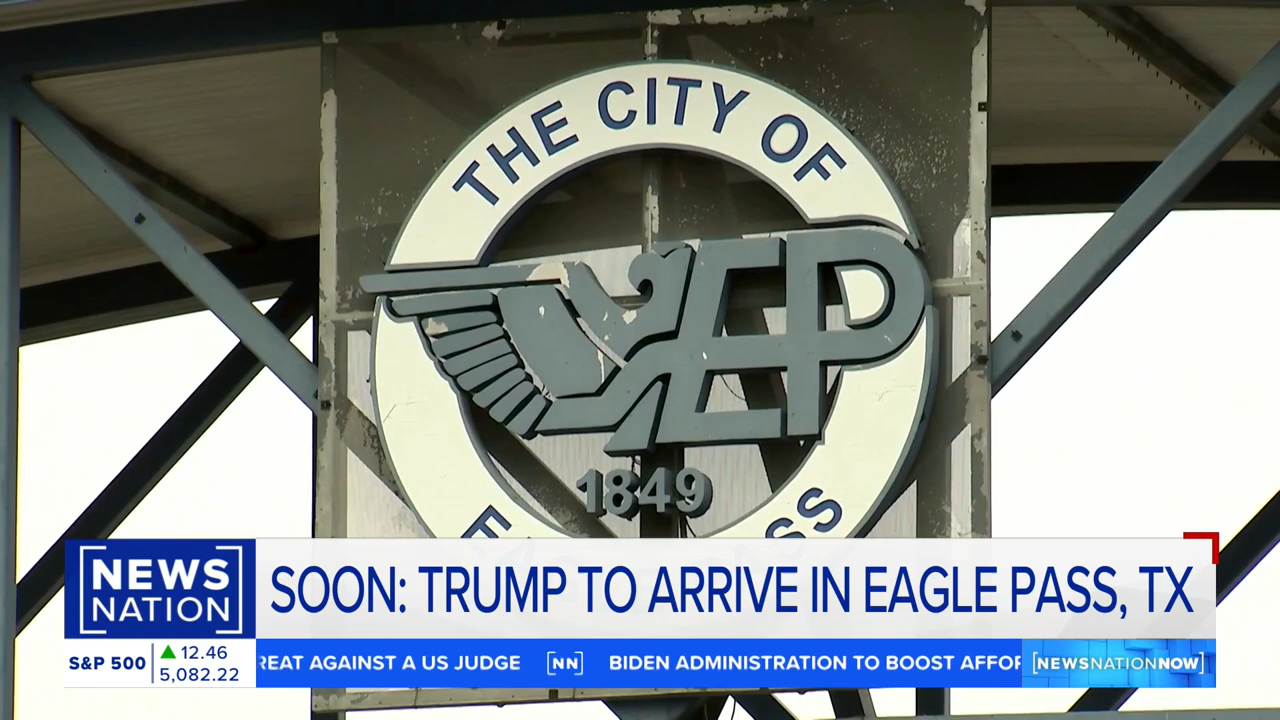 THE CITY OF
EP
1849
NEWS
NATION
SOON: TRUMP TO ARRIVE IN EAGLE PASS, TX
S&P 500
12.46
5,082.22
REAT AGAINST A US JUDGE [NN] BIDEN ADMINISTRATION TO BOOST AFFOR
[NEWSNATIONNOW]